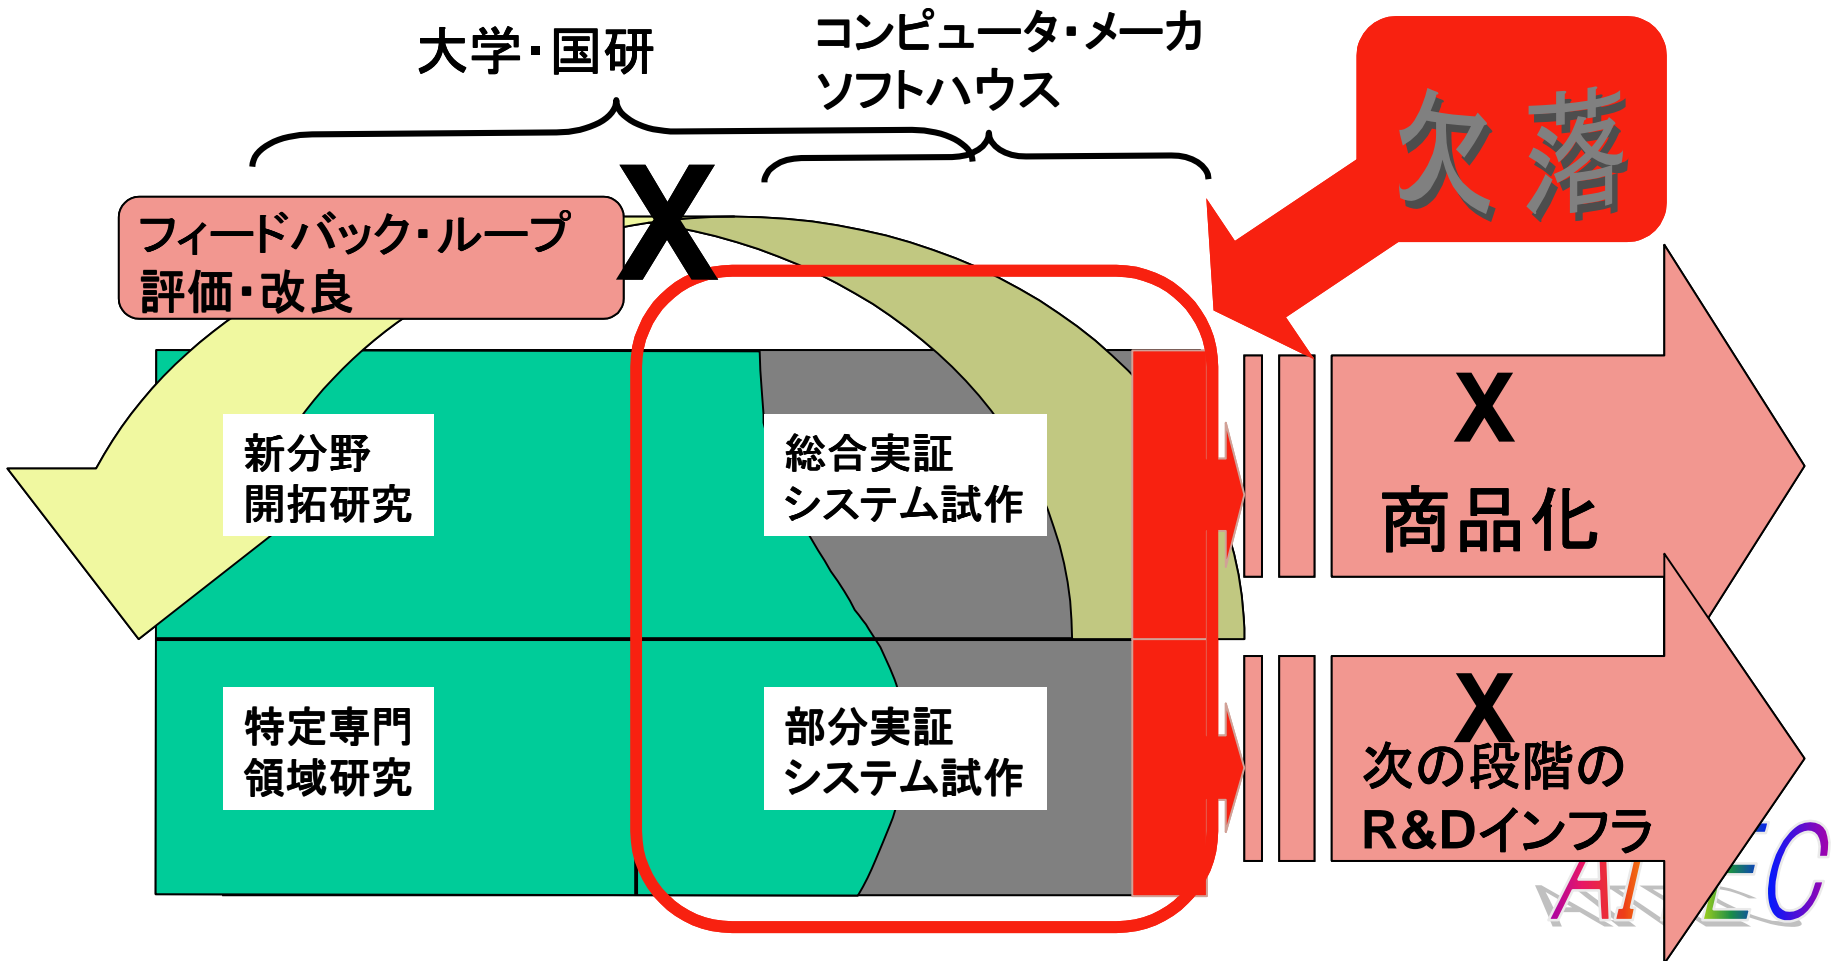 大学・国研
コンピュータ・メーカ
ソフトハウス
欠落
X
フィードバック・ループ
評価・改良
新分野
開拓研究
総合実証
システム試作
X
商品化
特定専門
領域研究
部分実証
システム試作
X
次の段階の
R&Dインフラ